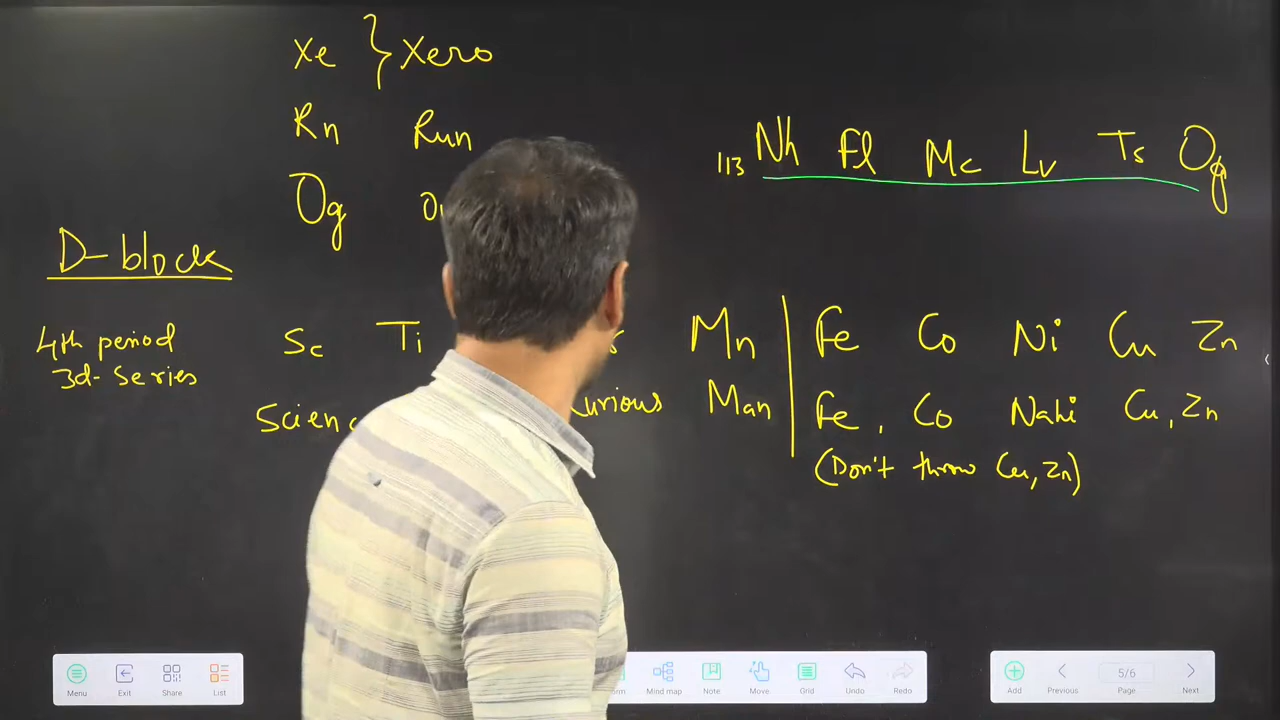 Xe } Xero
Rn Run
Og
113 Nh Fl Mc Lv Ts Og
D-block
4th period
3d-Series
Sc Ti Mn | Fe Co Ni Cu Zn
Man | Fe, Co Nahi Cu, Zn
(Don't throw Cu, Zn)
Menu Exit Share List Mind map Note Move Grid Undo Redo Add Previous 5/6 Page Next